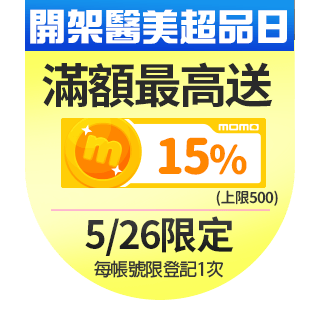 開架醫美超品日
滿額最高送
momo
m
15%
(上限500)
5/26限定
每帳號限登記1次